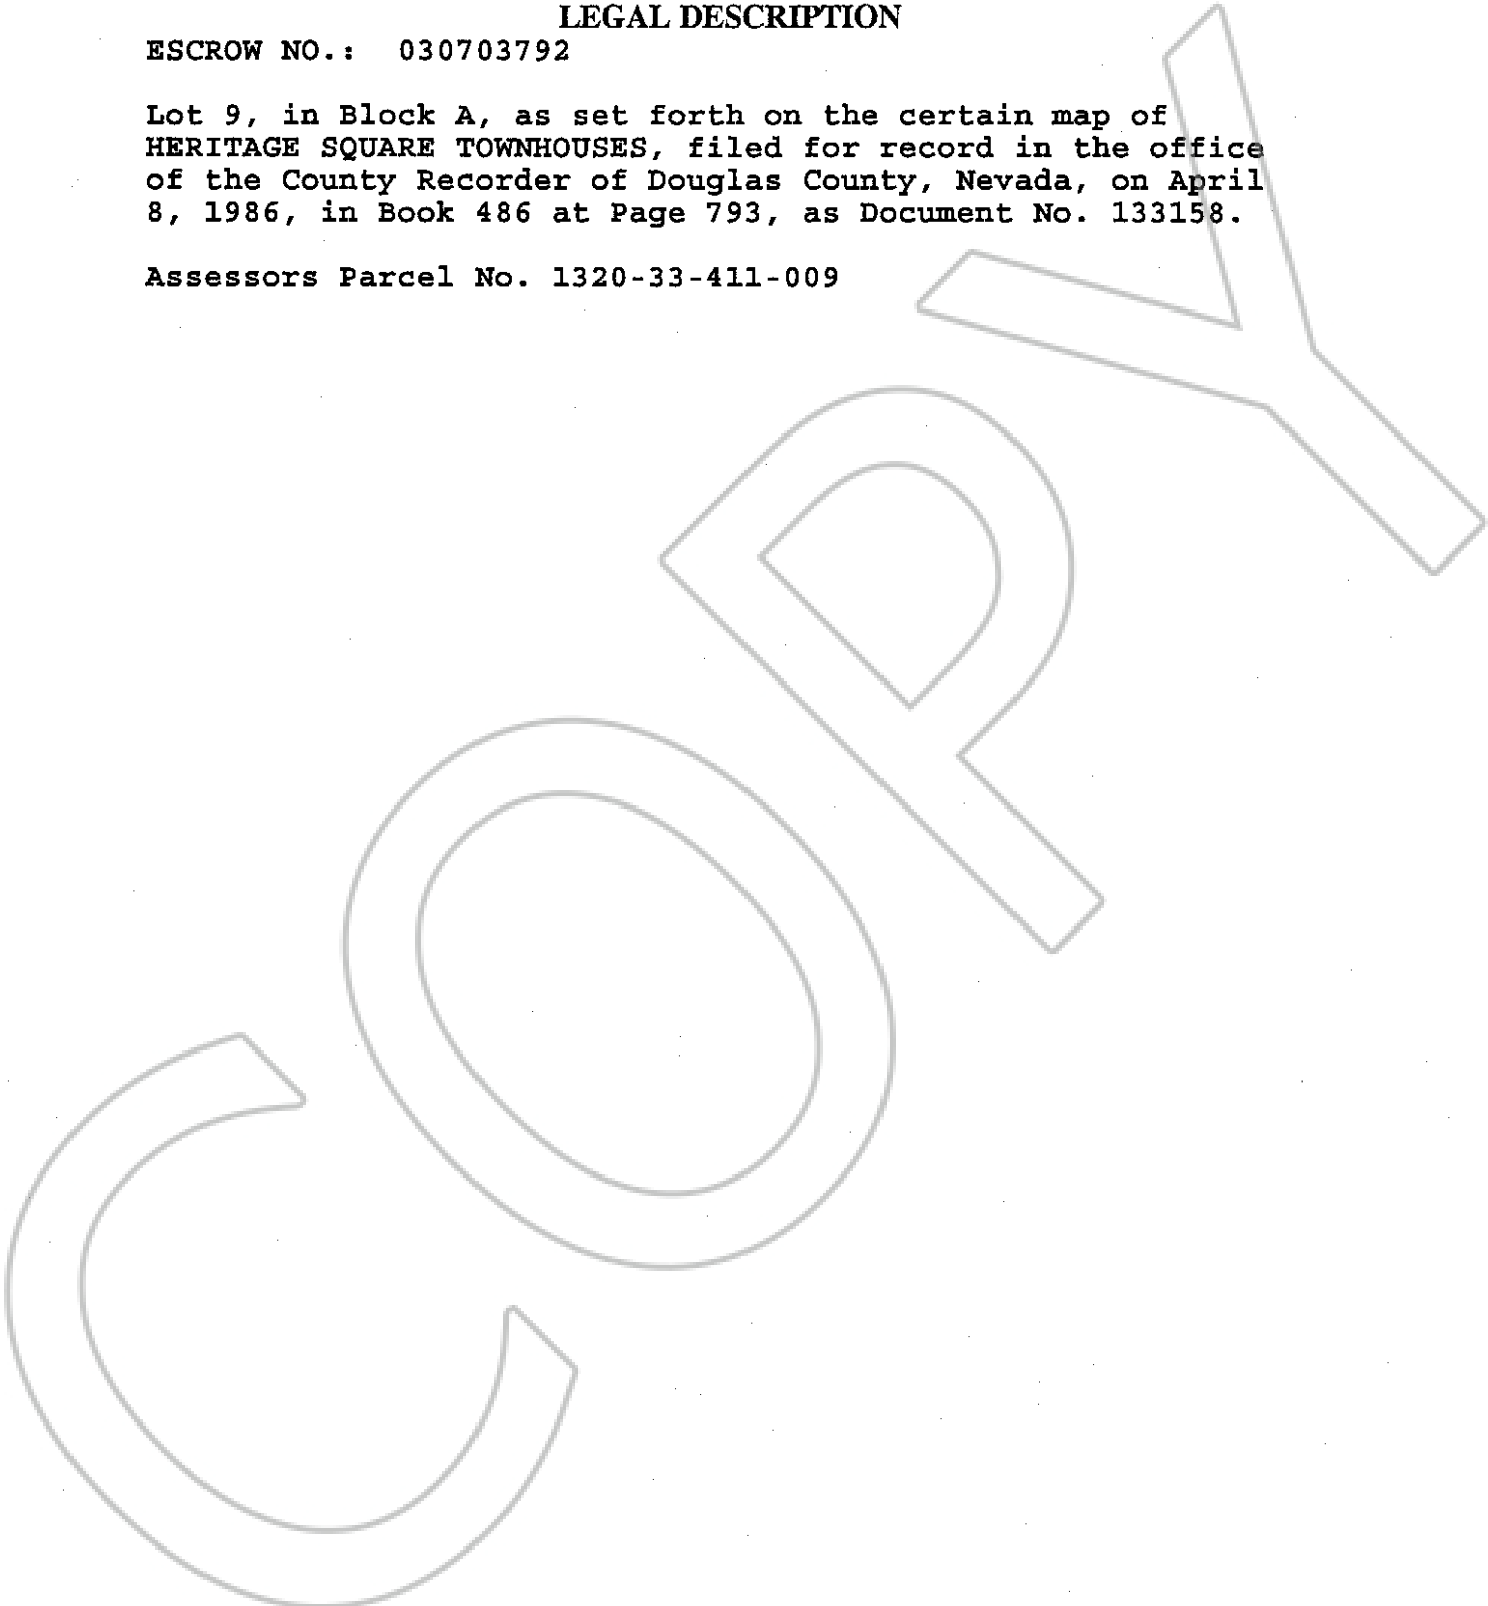 LEGAL DESCRIPTION
ESCROW NO.: 030703792
Lot 9, in Block A, as set forth on the certain map of
HERITAGE SQUARE TOWNHOUSES, filed for record in the office
of the County Recorder of Douglas County, Nevada, on April
8, 1986, in Book 486 at Page 793, as Document No. 133158.
Assessors Parcel No. 1320-33-411-009
COPY